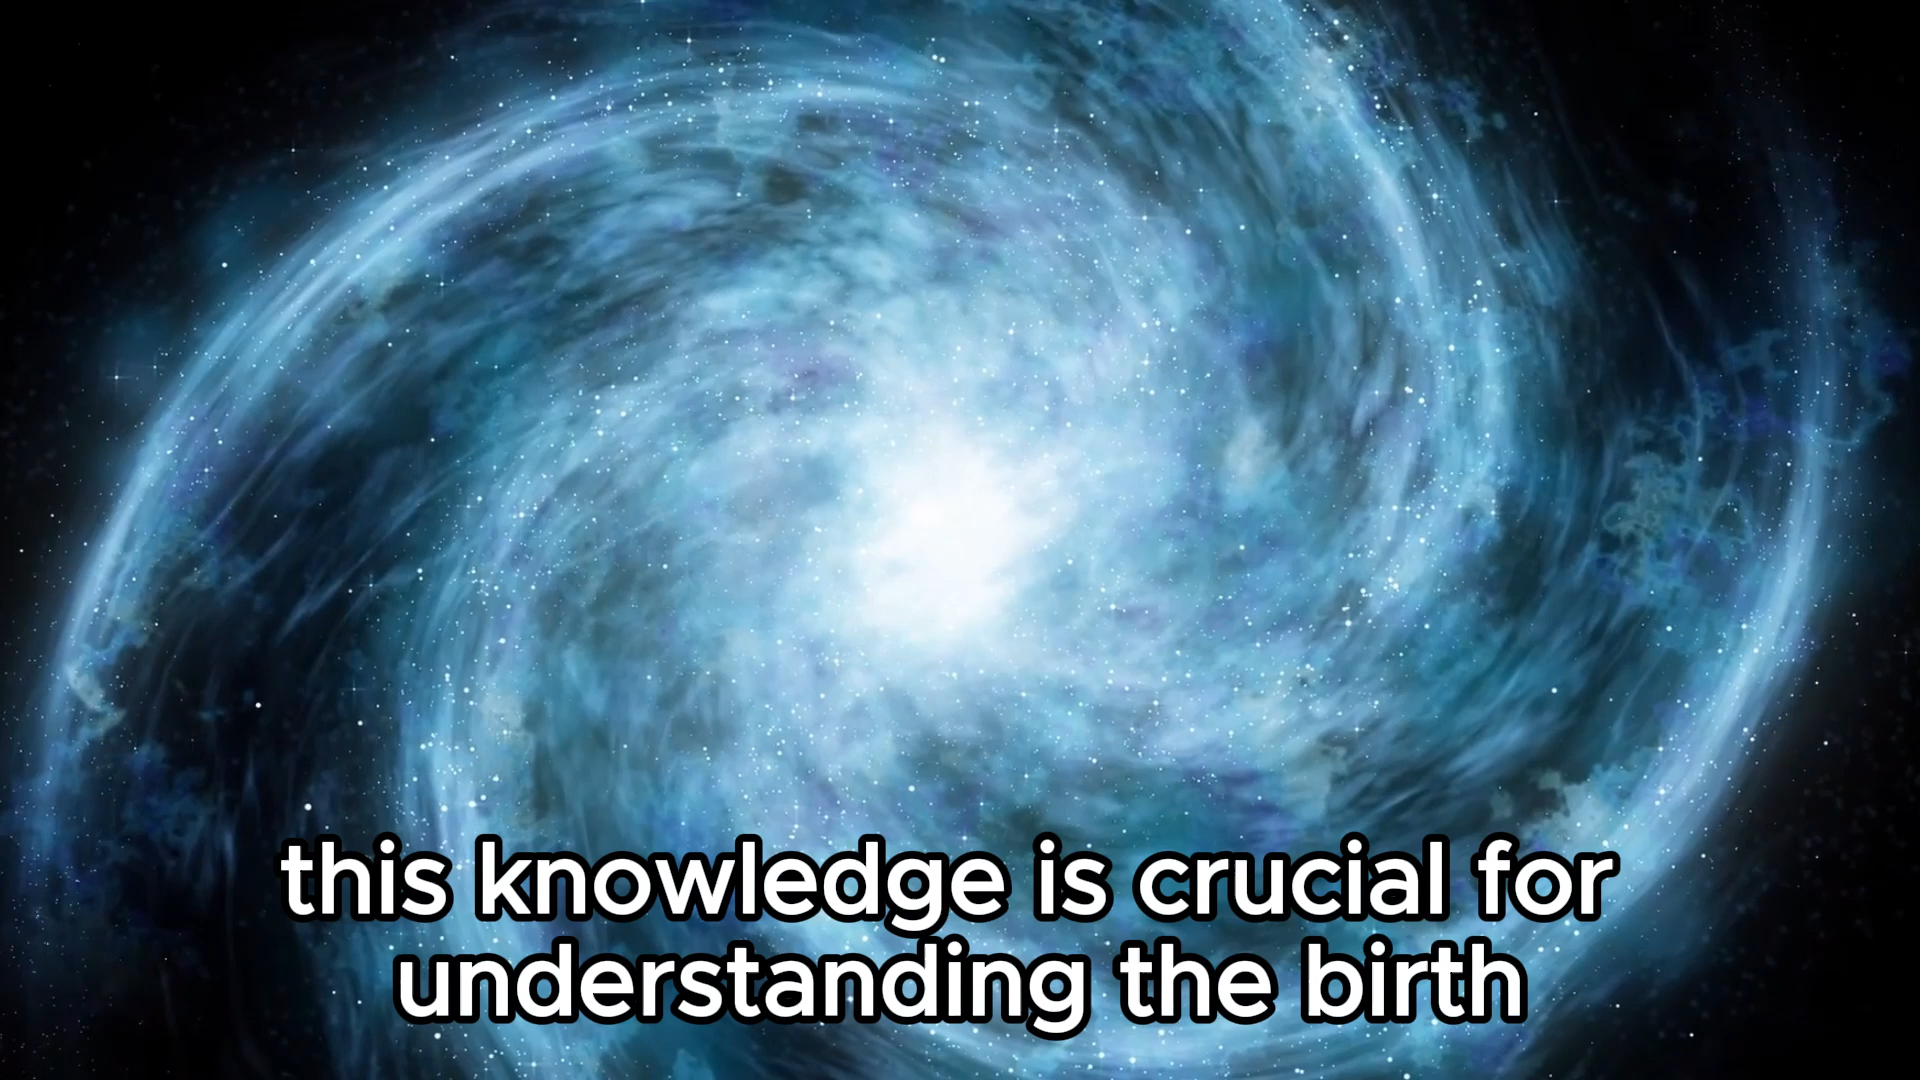 this knowledge is crucial for
understanding the birth